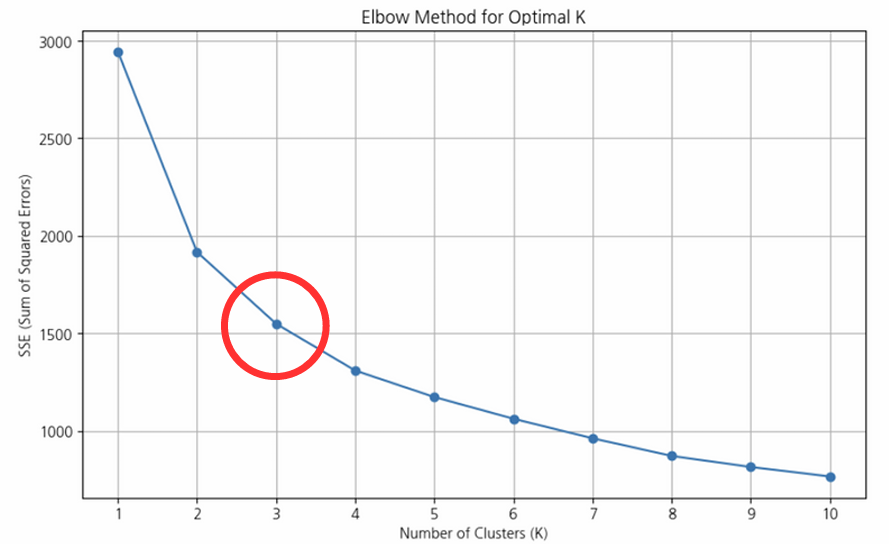 Elbow Method for Optimal K
3000
2500
2000
1500
1000
SSE (Sum of Squared Errors)
1 2 3 4 5 6 7 8 9 10
Number of Clusters (K)